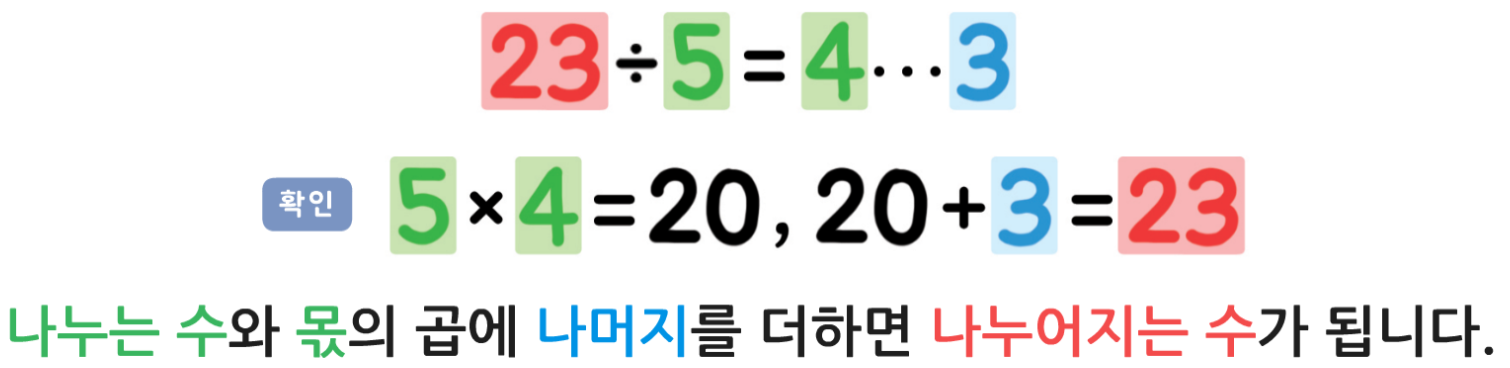 23÷5=4···3
확인 5×4=20, 20+3=23
나누는 수와 몫의 곱에 나머지를 더하면 나누어지는 수가 됩니다.